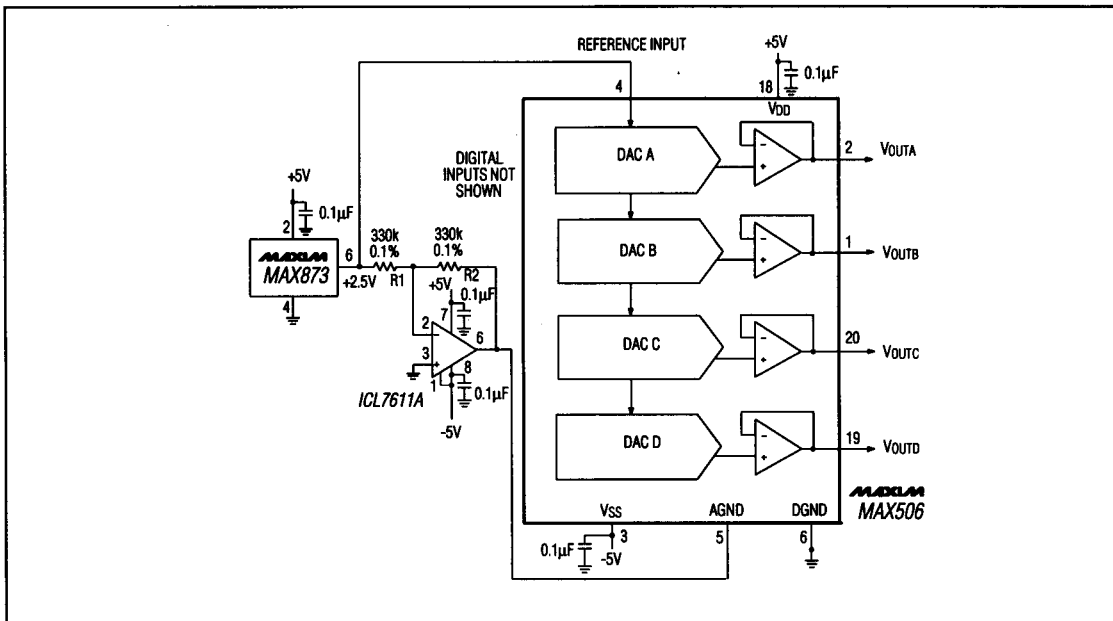 REFERENCE INPUT
+5V
0.1µF
4
18
VDD
DAC A
2
VOUTA
DIGITAL
INPUTS NOT
SHOWN
+5V
0.1µF
2
DAC B
1
VOUTB
MAXIM
MAX873
6
+2.5V
4
330k
0.1%
R1
330k
0.1%
R2
+5V
0.1µF
7
2
6
3
8
1
0.1µF
ICL7611A
-5V
DAC C
20
VOUTC
DAC D
19
VOUTD
MAXIM
MAX506
VSS
AGND
DGND
0.1µF
3
-5V
5
6
-
+
-
+
-
+
-
+
-
+